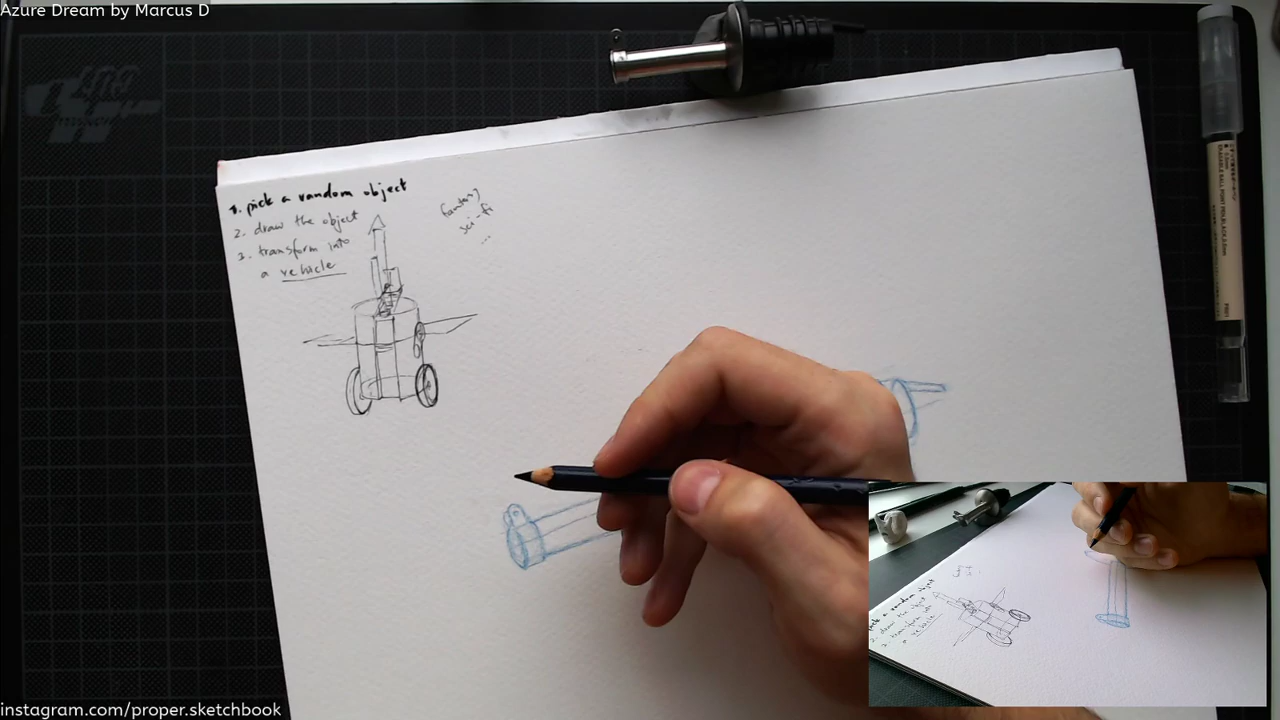 Azure Dream by Marcus D
1. pick a random object
2. draw the object
3. transform into
a vehicle
fantasy
sci-fi
...
instagram.com/proper.sketchbook